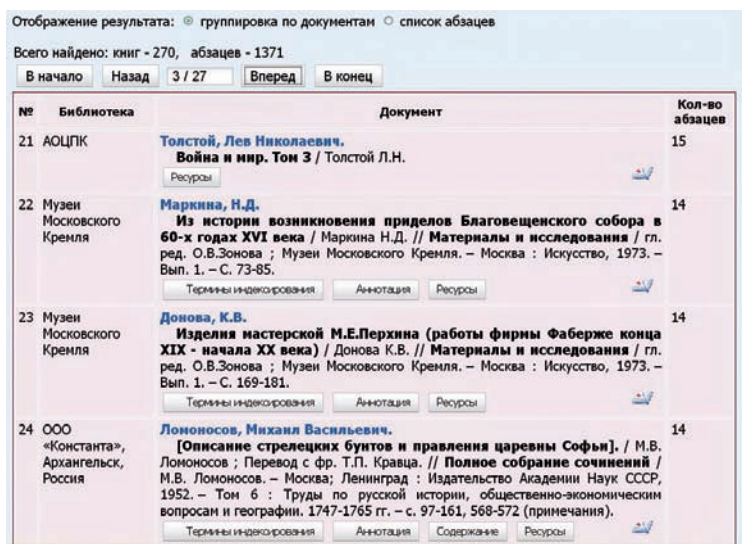 Отображение результата: группировка по документам список абзацев
Всего найдено: книг - 270, абзацев - 1371
В начало Назад 3 / 27 Вперед В конец
№ Библиотека Документ Кол-во абзацев
21 АОЦПК Толстой, Лев Николаевич. 15
Война и мир. Том 3 / Толстой Л.Н.
Ресурсы
22 Музеи Московского Кремля Маркина, Н.Д. 14
Из истории возникновения приделов Благовещенского собора в
60-х годах XVI века / Маркина Н.Д. // Материалы и исследования / гл.
ред. О.В.Зонова ; Музеи Московского Кремля. – Москва : Искусство, 1973. –
Вып. 1. – С. 73-85.
Термины индексирования Аннотация Ресурсы
23 Музеи Московского Кремля Донова, К.В. 14
Изделия мастерской М.Е.Перхина (работы фирмы Фаберже конца
XIX - начала XX века) / Донова К.В. // Материалы и исследования / гл.
ред. О.В.Зонова ; Музеи Московского Кремля. – Москва : Искусство, 1973. –
Вып. 1. – С. 169-181.
Термины индексирования Аннотация Ресурсы
24 ООО «Константа», Архангельск, Россия Ломоносов, Михаил Васильевич. 14
[Описание стрелецких бунтов и правления царевны Софьи]. / М.В.
Ломоносов ; Перевод с фр. Т.П. Кравца. // Полное собрание сочинений /
М.В. Ломоносов. – Москва; Ленинград : Издательство Академии Наук СССР,
1952. – Том 6 : Труды по русской истории, общественно-экономическим
вопросам и географии. 1747-1765 гг. – с. 97-161, 568-572 (примечания).
Термины индексирования Аннотация Содержание Ресурсы